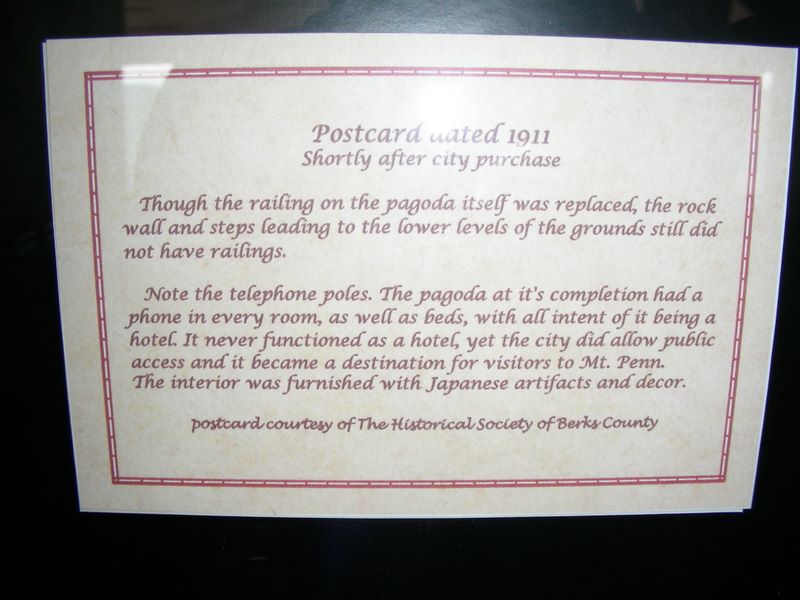 Postcard dated 1911
Shortly after city purchase
Though the railing on the pagoda itself was replaced, the rock
wall and steps leading to the lower levels of the grounds still did
not have railings.
Note the telephone poles. The pagoda at it's completion had a
phone in every room, as well as beds, with all intent of it being a
hotel. It never functioned as a hotel, yet the city did allow public
access and it became a destination for visitors to Mt. Penn.
The interior was furnished with Japanese artifacts and decor.
postcard courtesy of The Historical Society of Berks County